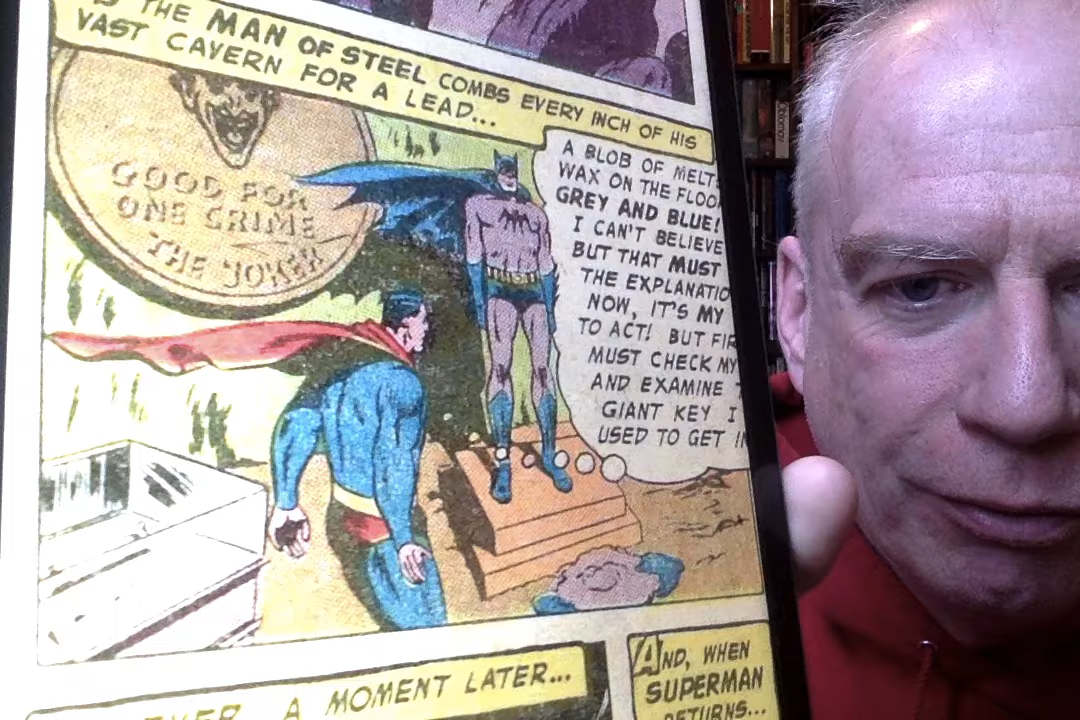 THE MAN OF STEEL COMBS EVERY INCH OF HIS
VAST CAVERN FOR A LEAD...
GOOD FOR
ONE CRIME
THE JOKER
A BLOB OF
WAX ON THE
GREY AND BLUE!
I CAN'T BELIEVE
BUT THAT MUST
THE
NOW, IT'S MY
TO ACT! BUT
MUST CHECK MY
AND EXAMINE
GIANT KEY I
USED TO GET
A MOMENT LATER...
AND, WHEN
SUPERMAN
RETURNS...